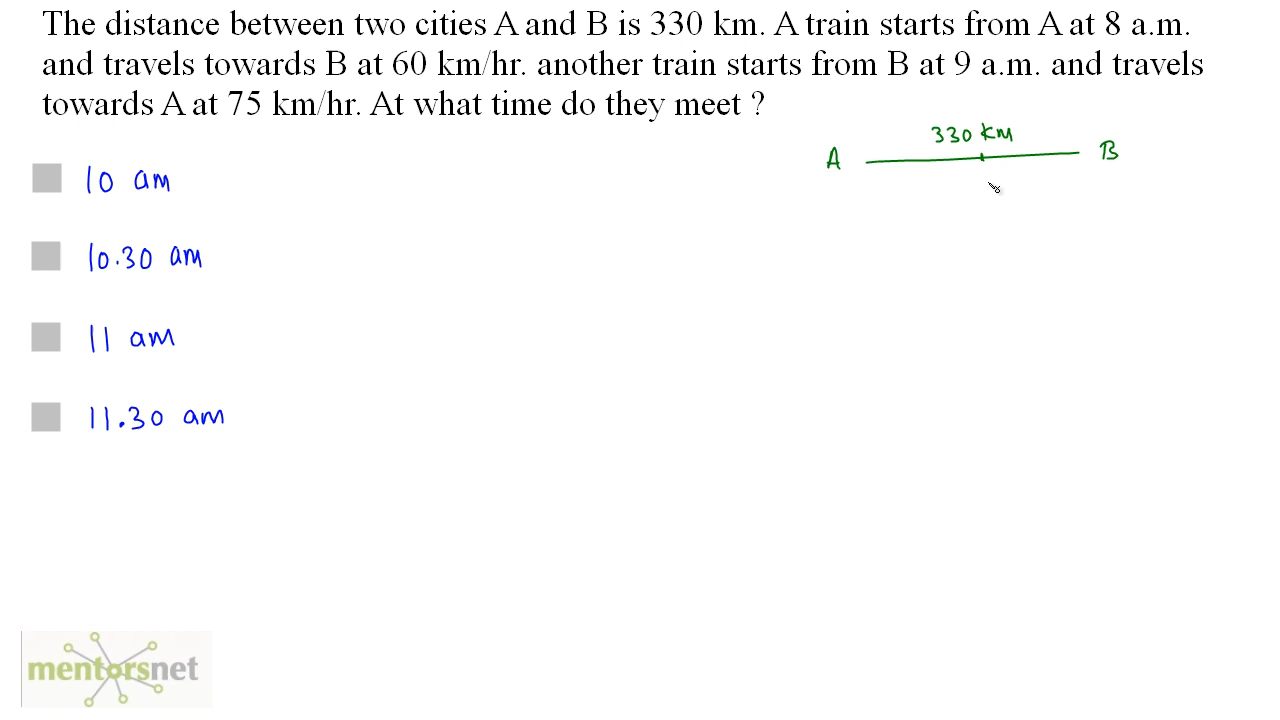 The distance between two cities A and B is 330 km. A train starts from A at 8 a.m.
and travels towards B at 60 km/hr. another train starts from B at 9 a.m. and travels
towards A at 75 km/hr. At what time do they meet ?
330 km
A B
10 am
10.30 am
11 am
11.30 am
mentorsnet